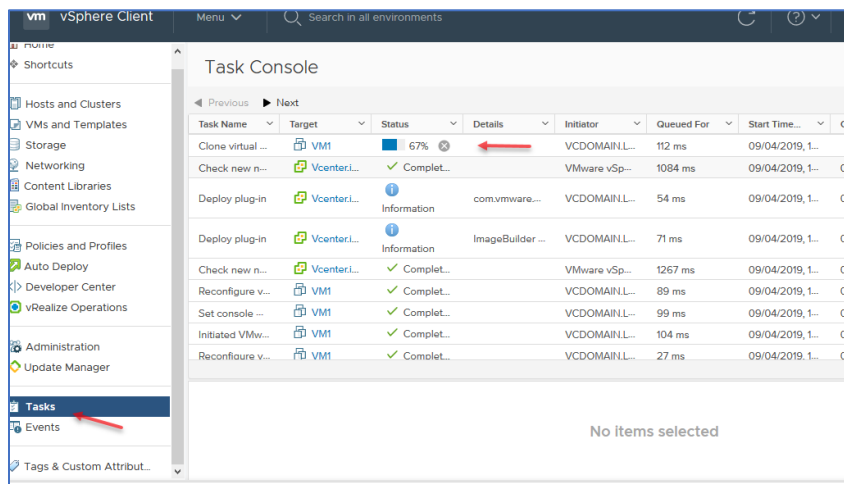 vm vSphere Client Menu Search in all environments
Home
Shortcuts
Hosts and Clusters
VMs and Templates
Storage
Networking
Content Libraries
Global Inventory Lists
Policies and Profiles
Auto Deploy
Developer Center
vRealize Operations
Administration
Update Manager
Tasks
Events
Tags & Custom Attribut...
Task Console
Previous Next
Task Name Target Status Details Initiator Queued For Start Time...
Clone virtual ... VM1 67% VCDOMAIN.L... 112 ms 09/04/2019, 1...
Check new n... Vcenter.i... Complet... VMware vSp... 1084 ms 09/04/2019, 1...
Deploy plug-in Vcenter.i... Information com.vmware.... VCDOMAIN.L... 54 ms 09/04/2019, 1...
Deploy plug-in Vcenter.i... Information ImageBuilder ... VCDOMAIN.L... 71 ms 09/04/2019, 1...
Check new n... Vcenter.i... Complet... VMware vSp... 1267 ms 09/04/2019, 1...
Reconfigure v... VM1 Complet... VCDOMAIN.L... 89 ms 09/04/2019, 1...
Set console ... VM1 Complet... VCDOMAIN.L... 99 ms 09/04/2019, 1...
Initiated VMw... VM1 Complet... VCDOMAIN.L... 104 ms 09/04/2019, 1...
Reconfigure v... VM1 Complet... VCDOMAIN.L... 27 ms 09/04/2019, 1...
No items selected